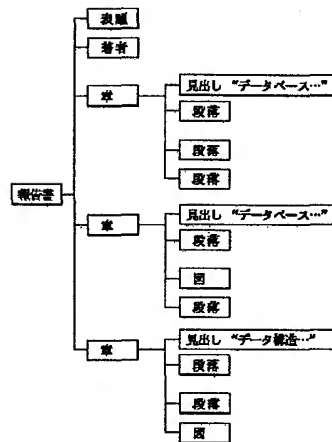 表題
著者
章
見出し “データベース…”
段落
段落
段落
報告書
章
見出し “データベース…”
段落
図
段落
章
見出し “データ構造…”
段落
段落
図